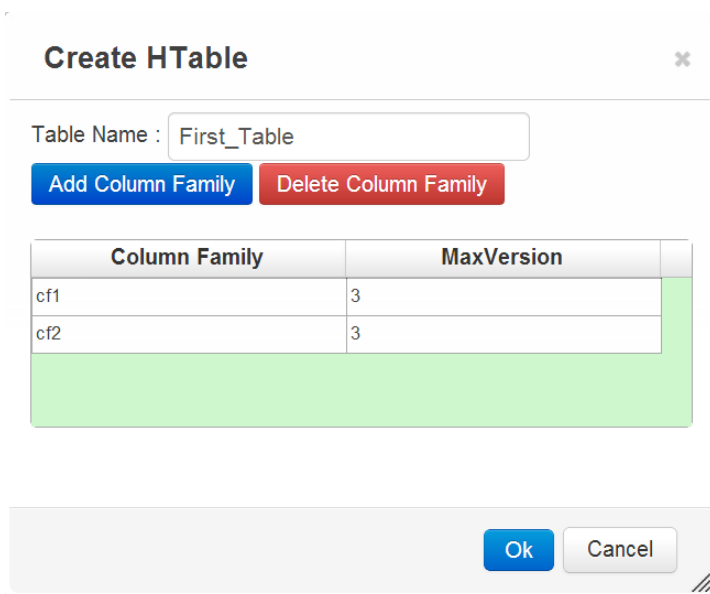 Create HTable
Table Name : First_Table
Add Column Family Delete Column Family
Column Family MaxVersion
cf1 3
cf2 3
Ok Cancel